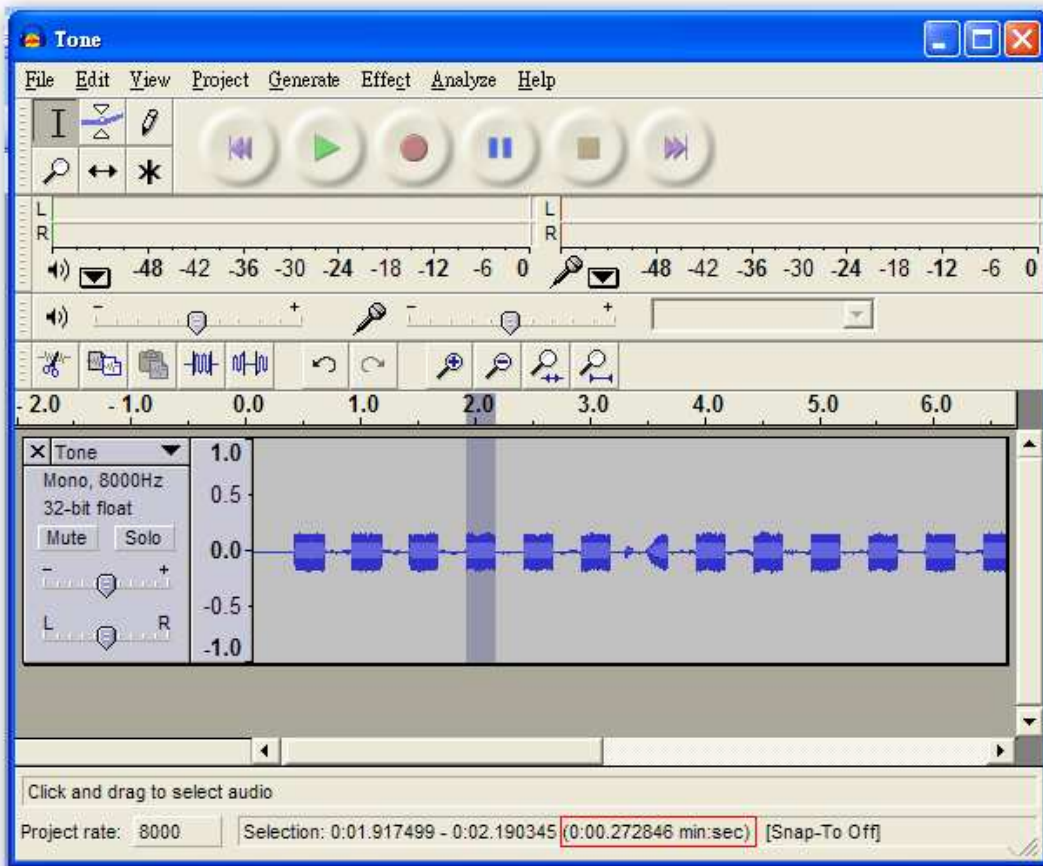 Tone
File Edit View Project Generate Effect Analyze Help
L
R
-48 -42 -36 -30 -24 -18 -12 -6 0
L
R
-48 -42 -36 -30 -24 -18 -12 -6 0
- + - +
- 2.0 - 1.0 0.0 1.0 2.0 3.0 4.0 5.0 6.0
X Tone
Mono, 8000Hz
32-bit float
Mute Solo
- +
L R
1.0
0.5
0.0
-0.5
-1.0
Click and drag to select audio
Project rate: 8000 Selection: 0:01.917499 - 0:02.190345 (0:00.272846 min:sec) [Snap-To Off]